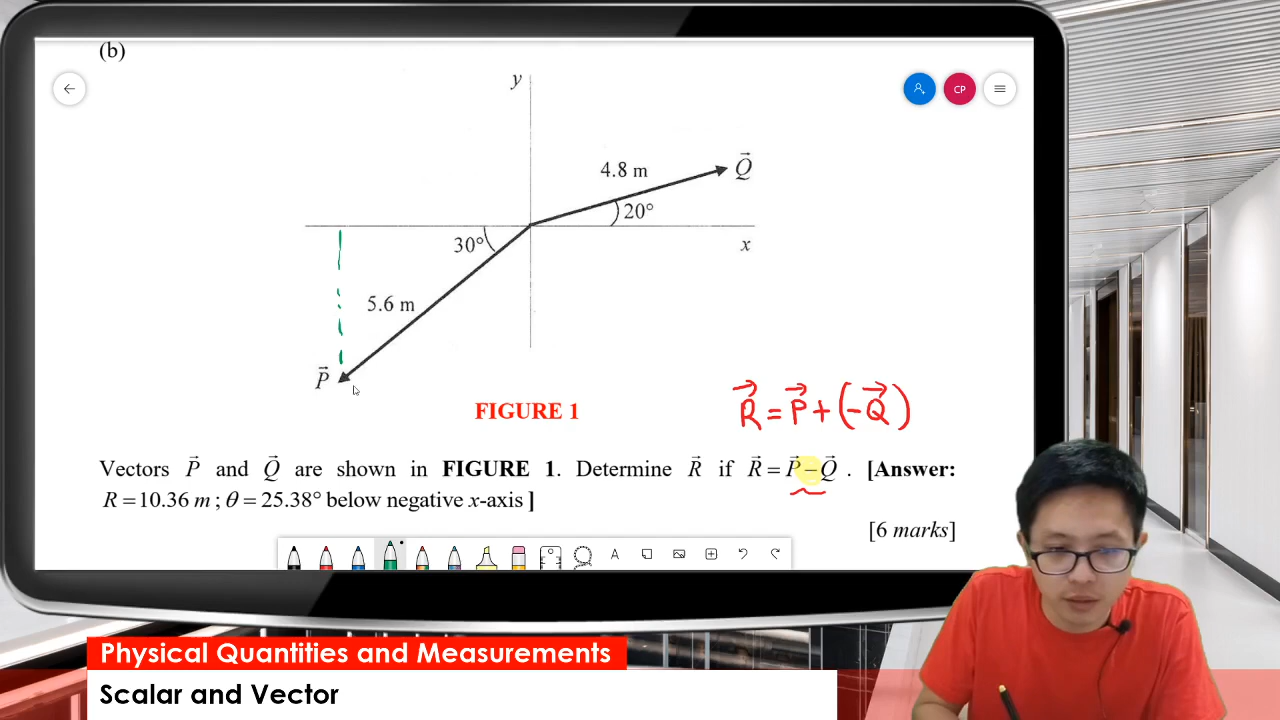 (b)
y
CP
4.8 m
Q
20°
x
30°
5.6 m
P
FIGURE 1
R = P + (-Q)
Vectors P and Q are shown in FIGURE 1. Determine R if R = P – Q . [Answer:
R = 10.36 m ; θ = 25.38° below negative x-axis ]
[6 marks]
A
Physical Quantities and Measurements
Scalar and Vector